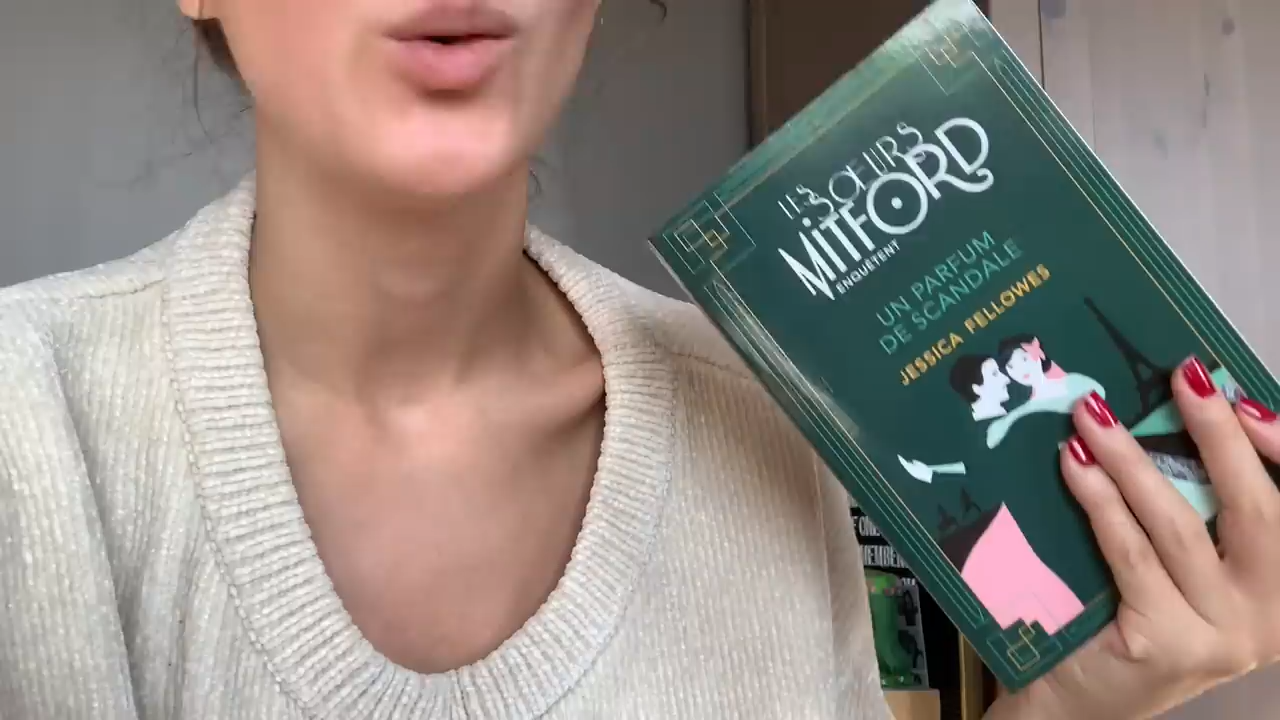 LES
SOEURS
MITFORD
ENQUÊTENT
UN PARFUM
DE SCANDALE
JESSICA FELLOWES